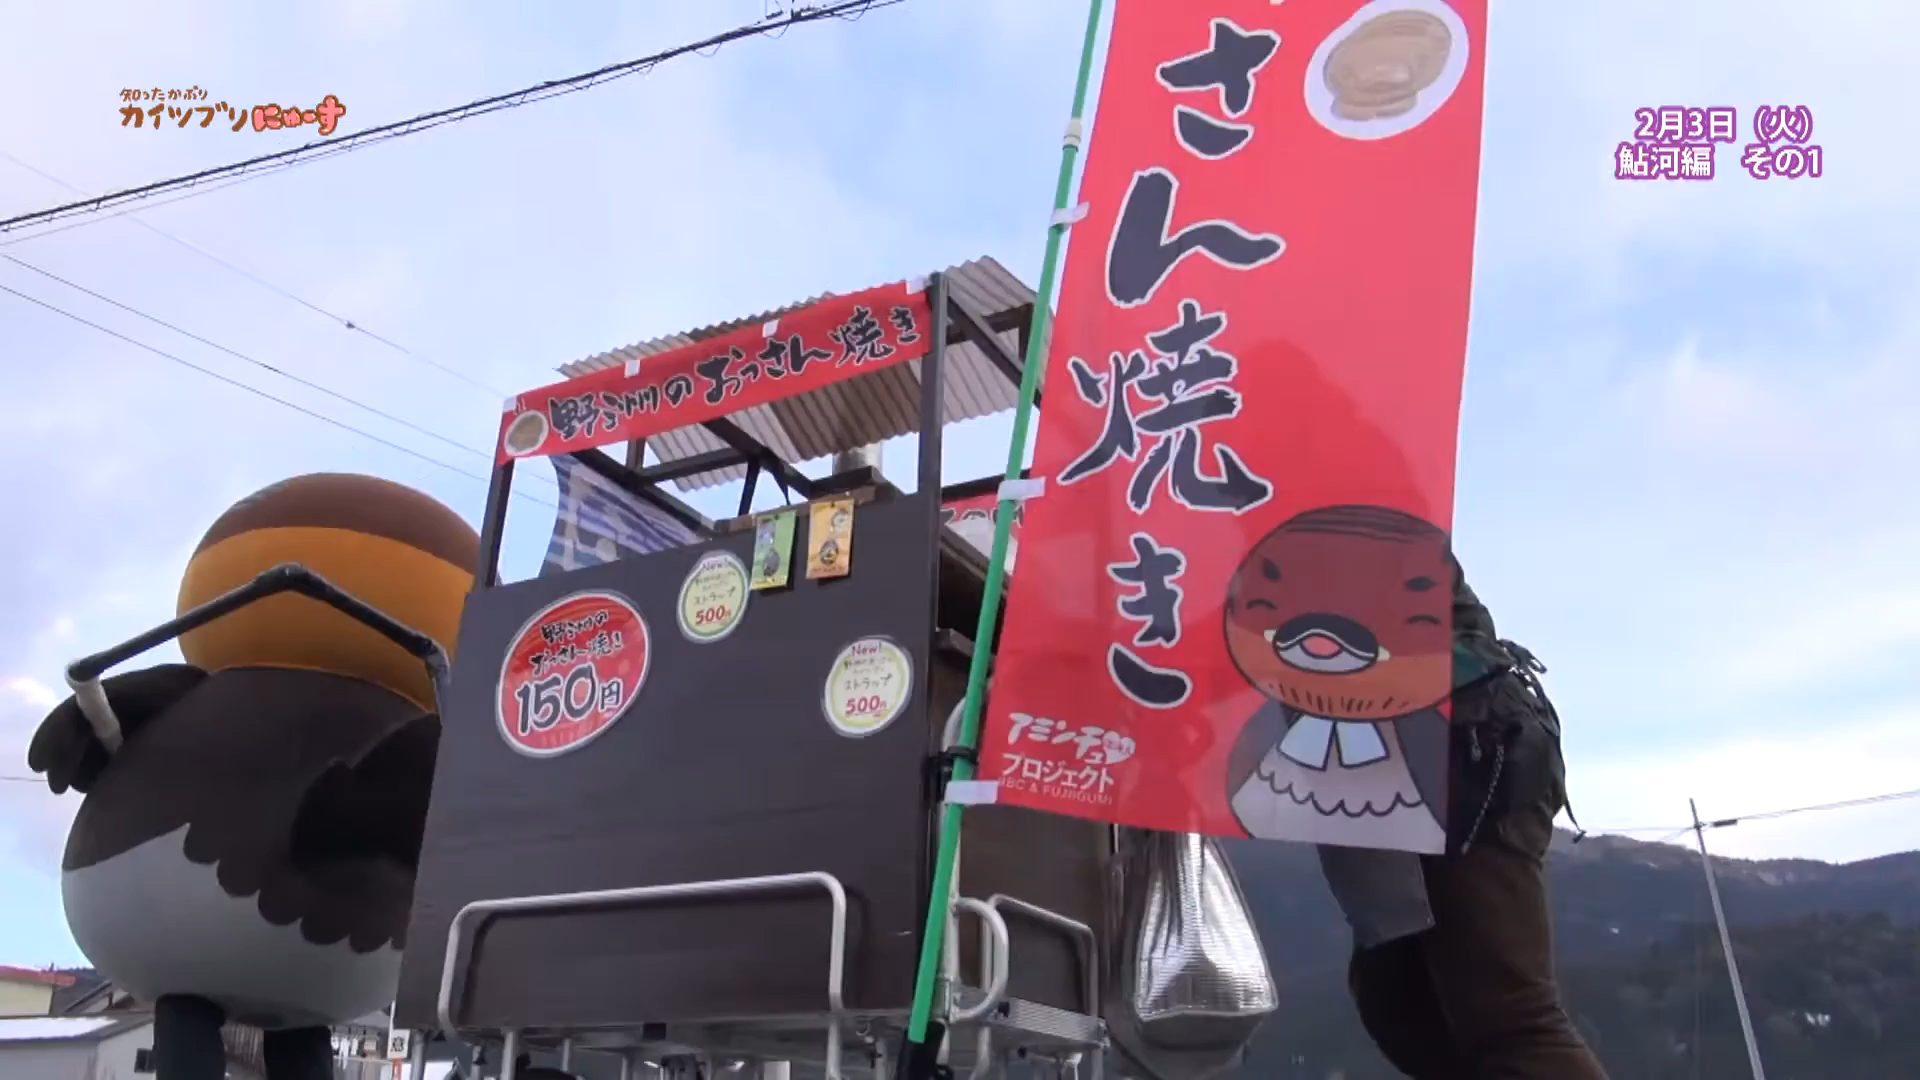 知ったかぶり
カイツブリにゅーす
2月3日（火）
鮎河編　その1
さん焼き
野洲のおっさん焼き
野洲の
おっさん焼き
150円
New!
ストラップ
500円
New!
ストラップ
500円
アミンチュ
プロジェクト
BBC & FUJIIGUMI